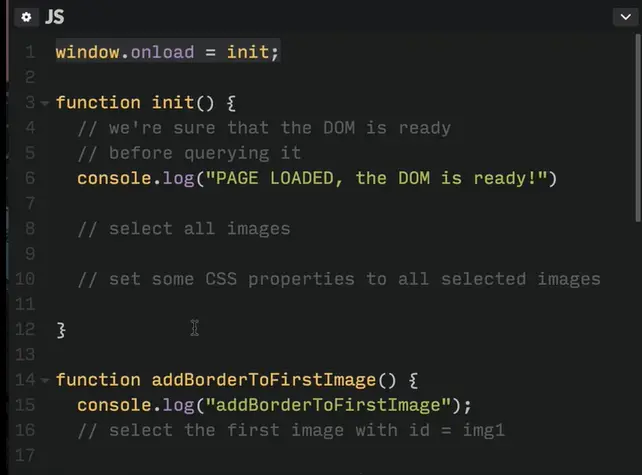 JS
1 window.onload = init;
2
3 function init() {
4 // we're sure that the DOM is ready
5 // before querying it
6 console.log("PAGE LOADED, the DOM is ready!")
7
8 // select all images
9
10 // set some CSS properties to all selected images
11
12 }
13
14 function addBorderToFirstImage() {
15 console.log("addBorderToFirstImage");
16 // select the first image with id = img1
17